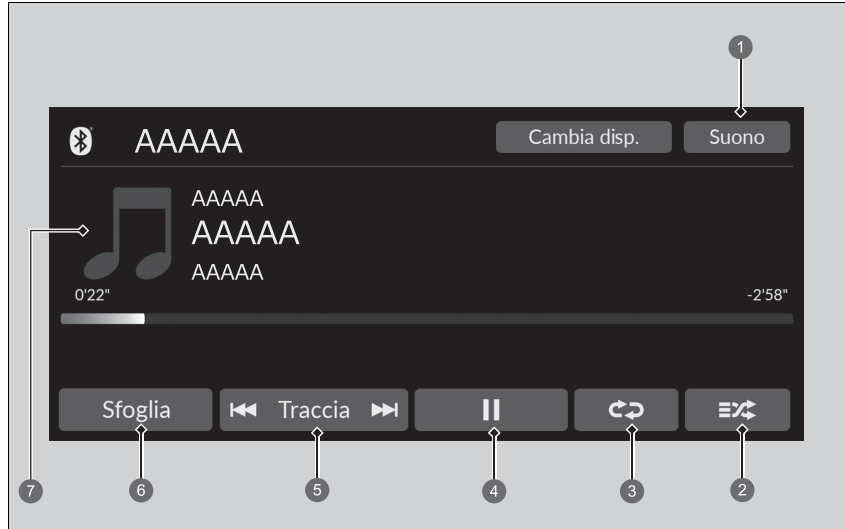 1
AAAAA
Cambia disp.
Suono
AAAAA
AAAAA
AAAAA
7
0'22"
-2'58"
Sfoglia
Traccia
6
5
4
3
2